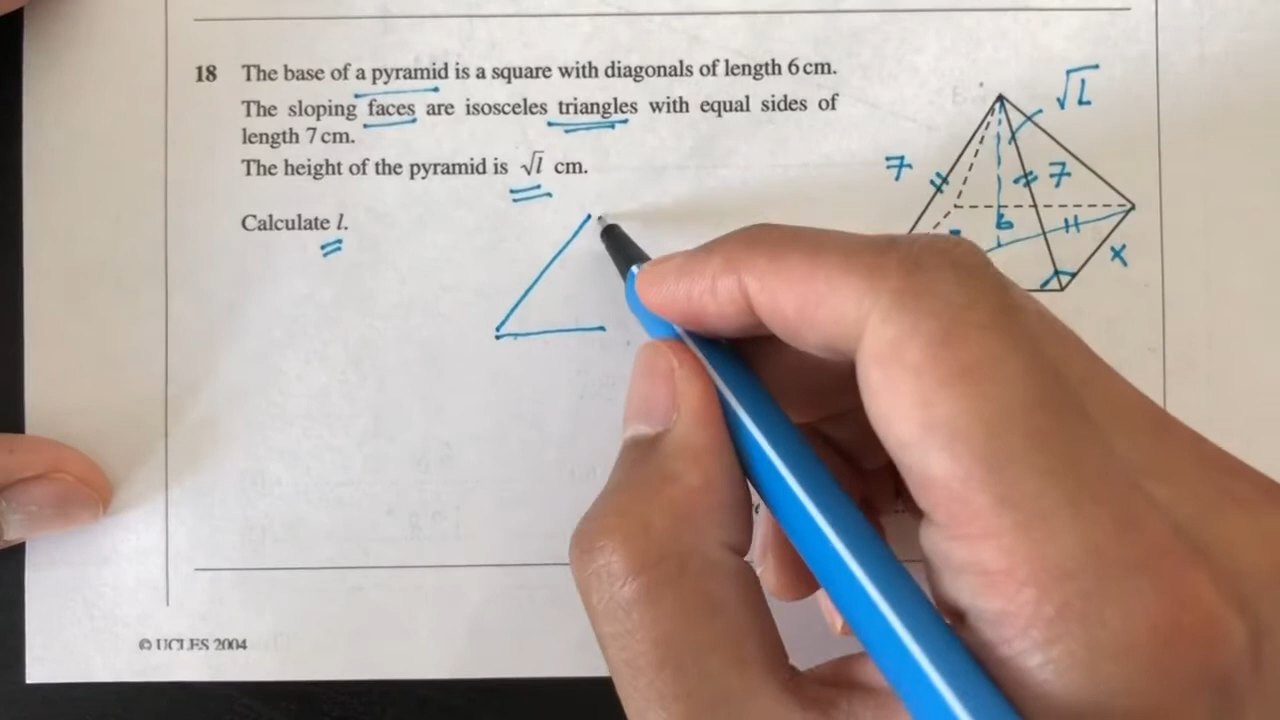 18 The base of a pyramid is a square with diagonals of length 6 cm.
The sloping faces are isosceles triangles with equal sides of
length 7 cm.
The height of the pyramid is √l cm.
Calculate l.
√L
7
7
6
x
© UCLES 2004